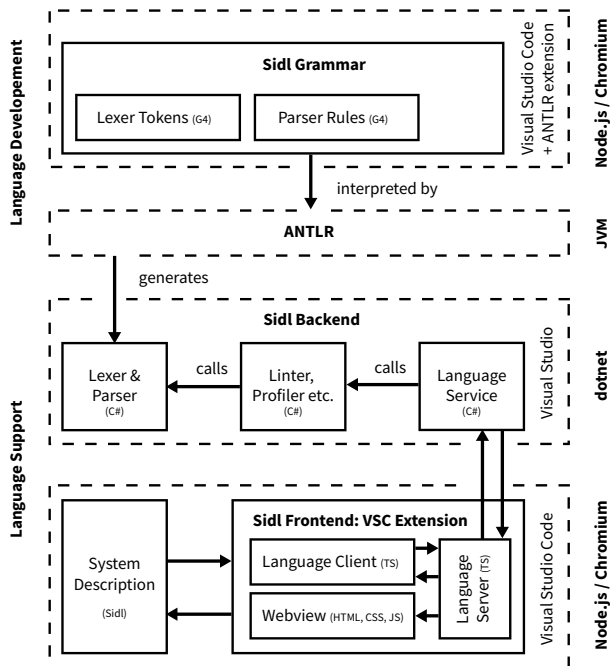 Language Developement
Sidl Grammar
Lexer Tokens (G4)
Parser Rules (G4)
Visual Studio Code
+ ANTLR extension
Node.js / Chromium
interpreted by
ANTLR
JVM
generates
Language Support
Sidl Backend
Lexer &
Parser
(C#)
calls
Linter,
Profiler etc.
(C#)
calls
Language
Service
(C#)
Visual Studio
dotnet
System
Description
(Sidl)
Sidl Frontend: VSC Extension
Language Client (TS)
Webview (HTML, CSS, JS)
Language
Server (TS)
Visual Studio Code
Node.js / Chromium